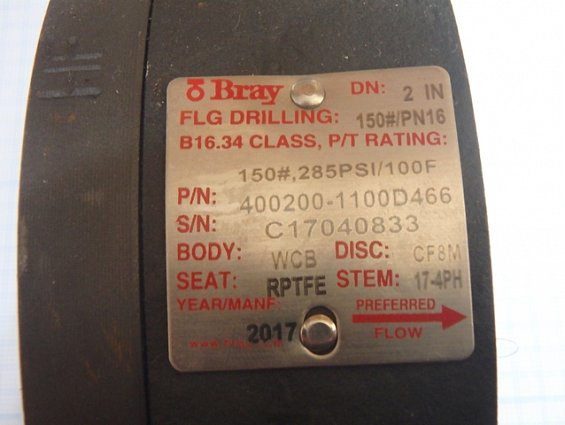 Bray DN: 2 IN
FLG DRILLING: 150#/PN16
B16.34 CLASS, P/T RATING:
150#,285PSI/100F
P/N: 400200-1100D466
S/N: C17040833
BODY: WCB DISC: CF8M
SEAT: RPTFE STEM: 17-4PH
YEAR/MANF. PREFERRED
2017 FLOW